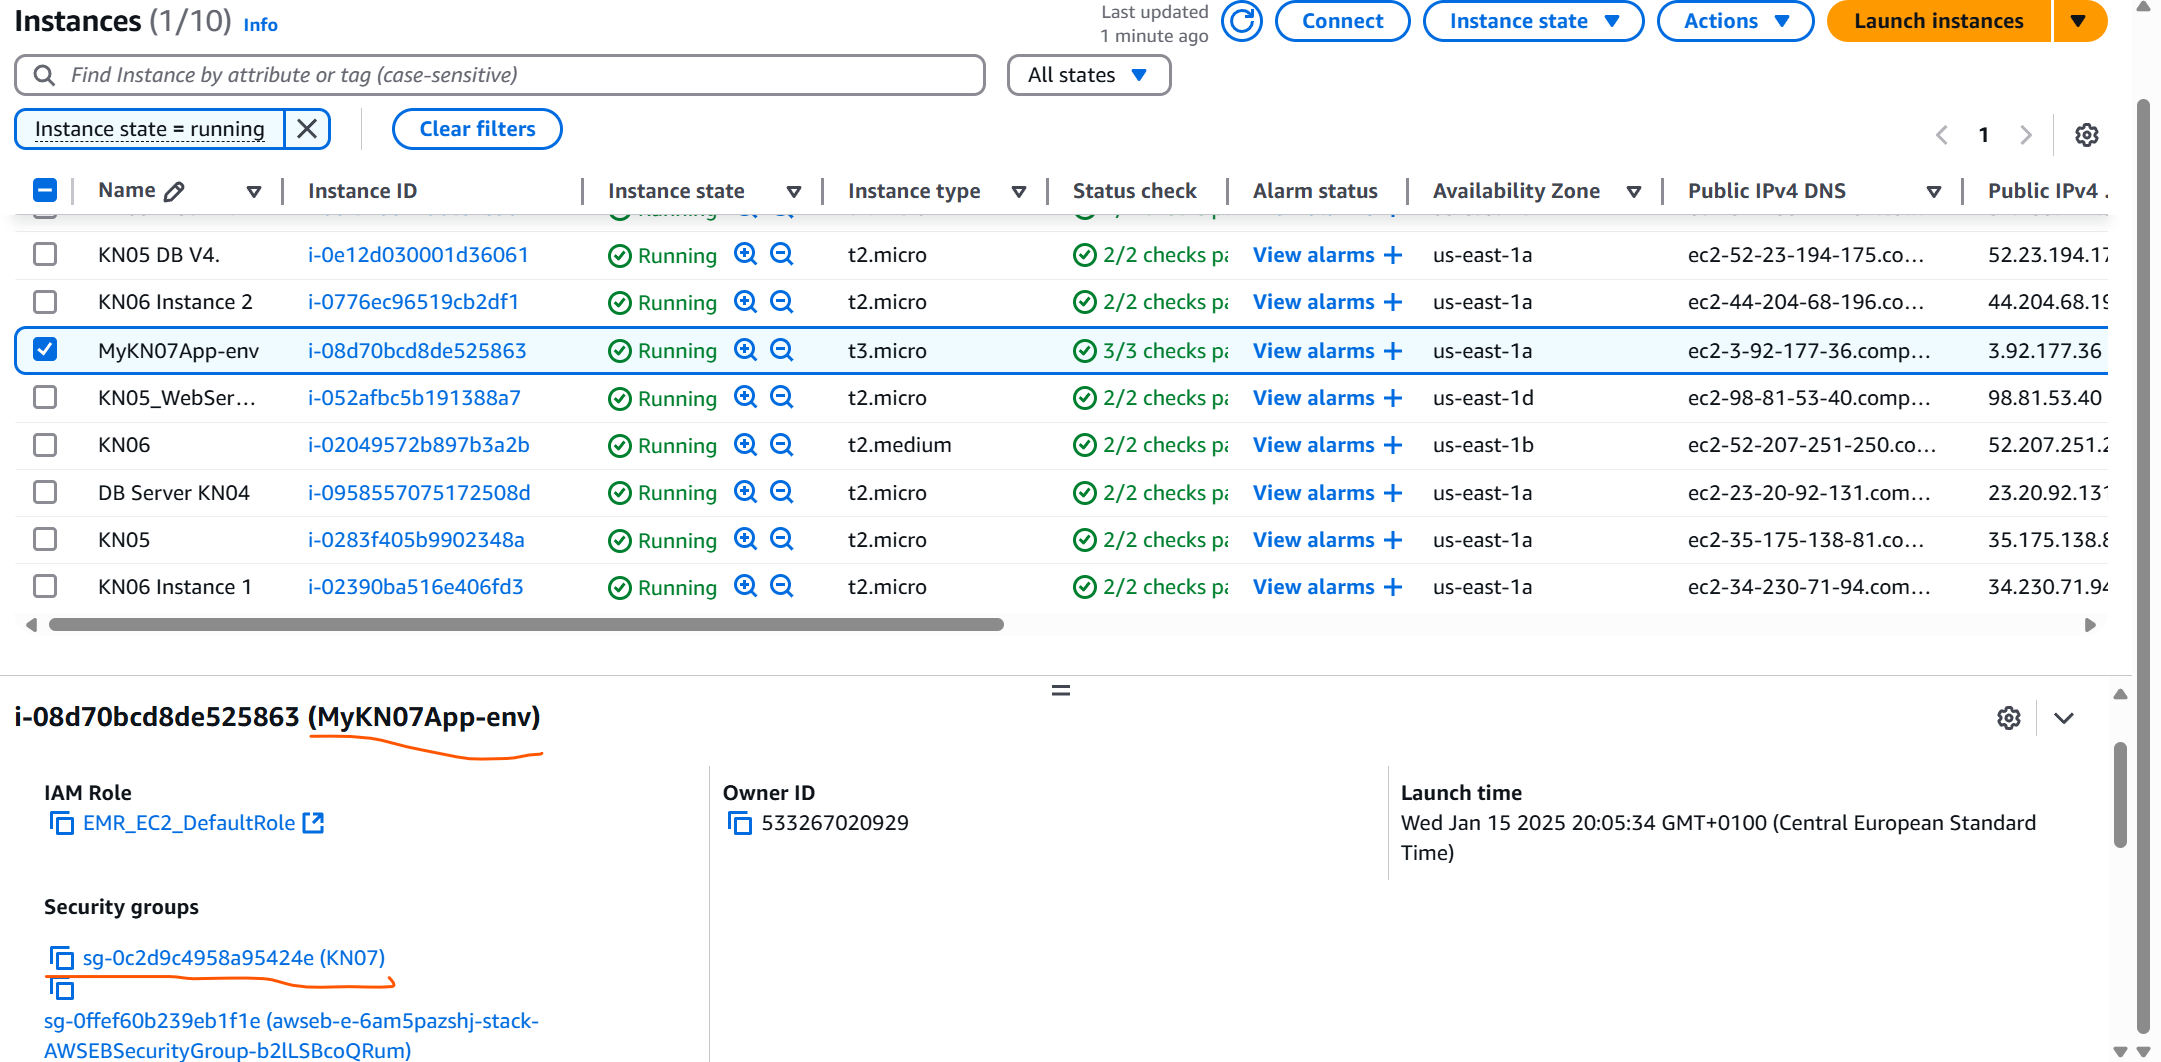 Instances (1/10) Info
Last updated
1 minute ago
Connect
Instance state
Actions
Launch instances
Find Instance by attribute or tag (case-sensitive)
All states
Instance state = running
Clear filters
1
Name Instance ID Instance state Instance type Status check Alarm status Availability Zone Public IPv4 DNS Public IPv4 .
KN05 DB V4. i-0e12d030001d36061 Running t2.micro 2/2 checks pa View alarms + us-east-1a ec2-52-23-194-175.co… 52.23.194.17
KN06 Instance 2 i-0776ec96519cb2df1 Running t2.micro 2/2 checks pa View alarms + us-east-1a ec2-44-204-68-196.co… 44.204.68.19
MyKN07App-env i-08d70bcd8de525863 Running t3.micro 3/3 checks pa View alarms + us-east-1a ec2-3-92-177-36.comp… 3.92.177.36
KN05_WebSer… i-052afbc5b191388a7 Running t2.micro 2/2 checks pa View alarms + us-east-1d ec2-98-81-53-40.comp… 98.81.53.40
KN06 i-02049572b897b3a2b Running t2.medium 2/2 checks pa View alarms + us-east-1b ec2-52-207-251-250.co… 52.207.251.2
DB Server KN04 i-0958557075172508d Running t2.micro 2/2 checks pa View alarms + us-east-1a ec2-23-20-92-131.com… 23.20.92.131
KN05 i-0283f405b9902348a Running t2.micro 2/2 checks pa View alarms + us-east-1a ec2-35-175-138-81.co… 35.175.138.8
KN06 Instance 1 i-02390ba516e406fd3 Running t2.micro 2/2 checks pa View alarms + us-east-1a ec2-34-230-71-94.com… 34.230.71.94
i-08d70bcd8de525863 (MyKN07App-env)
IAM Role
EMR_EC2_DefaultRole
Owner ID
533267020929
Launch time
Wed Jan 15 2025 20:05:34 GMT+0100 (Central European Standard
Time)
Security groups
sg-0c2d9c4958a95424e (KN07)
sg-0ffef60b239eb1f1e (awseb-e-6am5pazshj-stack-
AWSEBSecurityGroup-b2lLSBcoQRum)